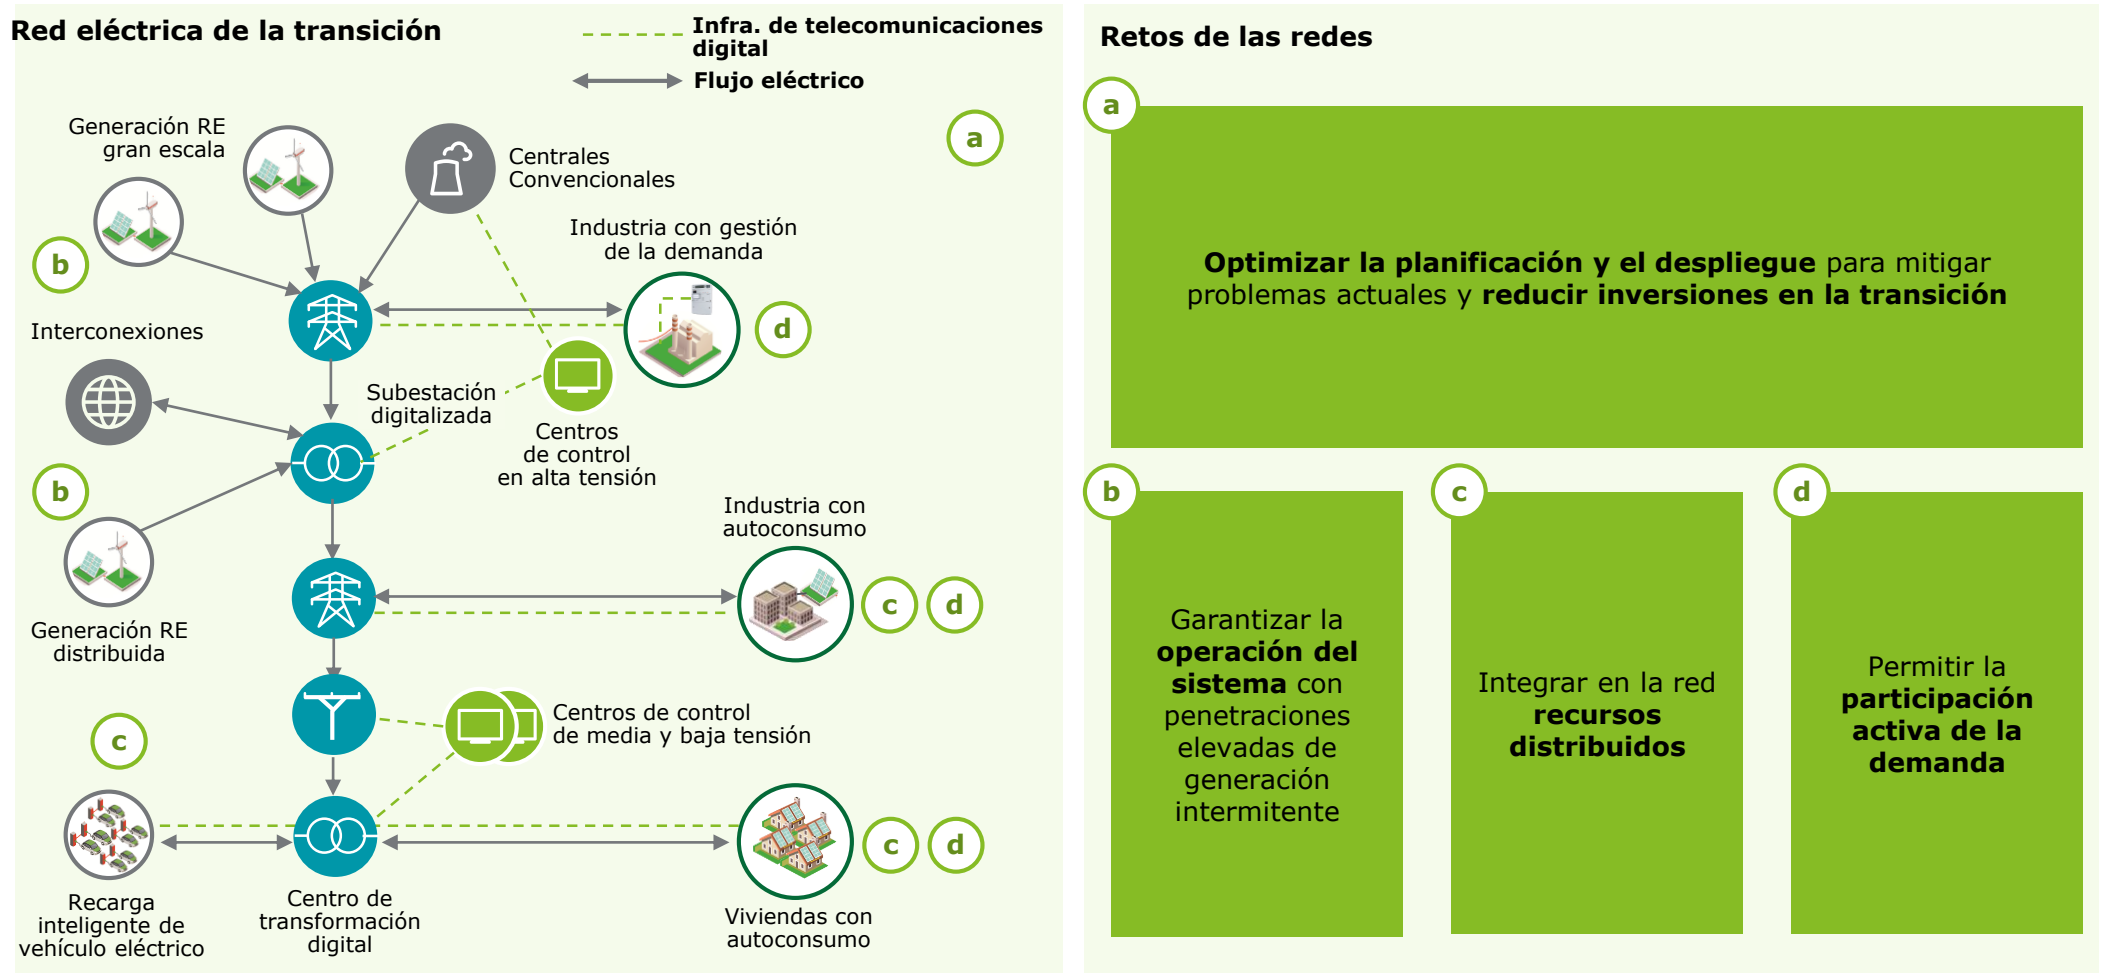 Red eléctrica de la transición
Infra. de telecomunicaciones
digital
Flujo eléctrico
a
Generación RE
gran escala
Centrales
Convencionales
Industria con gestión
de la demanda
b
d
Interconexiones
Subestación
digitalizada
Centros
de control
en alta tensión
b
Industria con
autoconsumo
c
d
Generación RE
distribuida
Centros de control
de media y baja tensión
c
c
d
Recarga
inteligente de
vehículo eléctrico
Centro de
transformación
digital
Viviendas con
autoconsumo
Retos de las redes
a
Optimizar la planificación y el despliegue para mitigar
problemas actuales y reducir inversiones en la transición
b
Garantizar la
operación del
sistema con
penetraciones
elevadas de
generación
intermitente
c
Integrar en la red
recursos
distribuidos
d
Permitir la
participación
activa de la
demanda